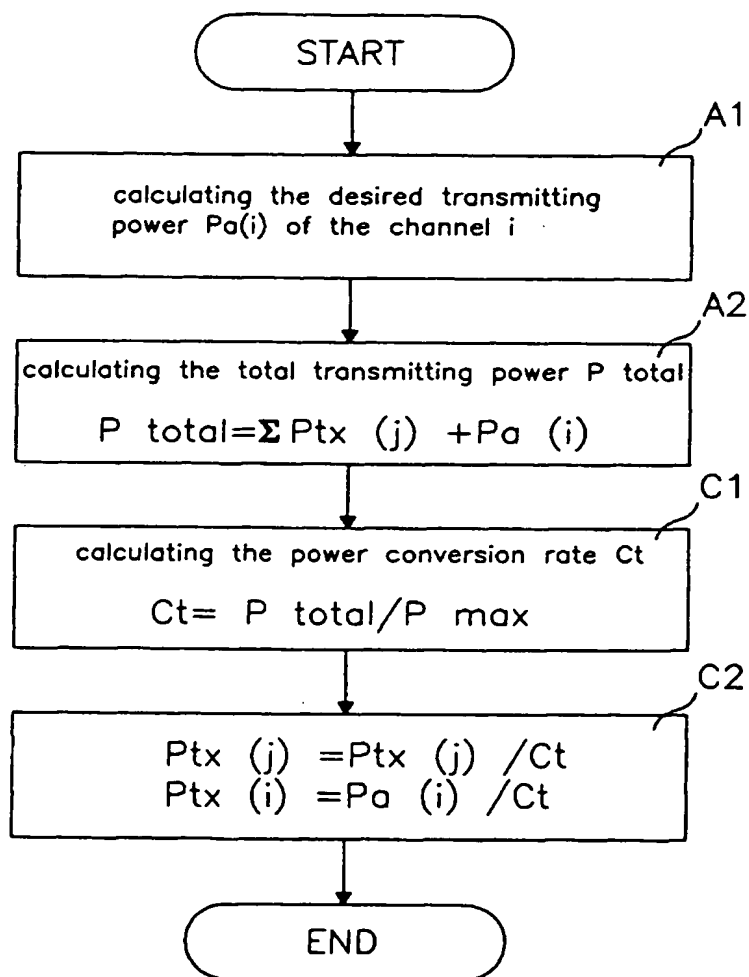 START
A1
calculating the desired transmitting
power Pa(i) of the channel i
A2
calculating the total transmitting power P total
P total=Σ Ptx (j) +Pa (i)
C1
calculating the power conversion rate Ct
Ct= P total/P max
C2
Ptx (j) =Ptx (j) /Ct
Ptx (i) =Pa (i) /Ct
END